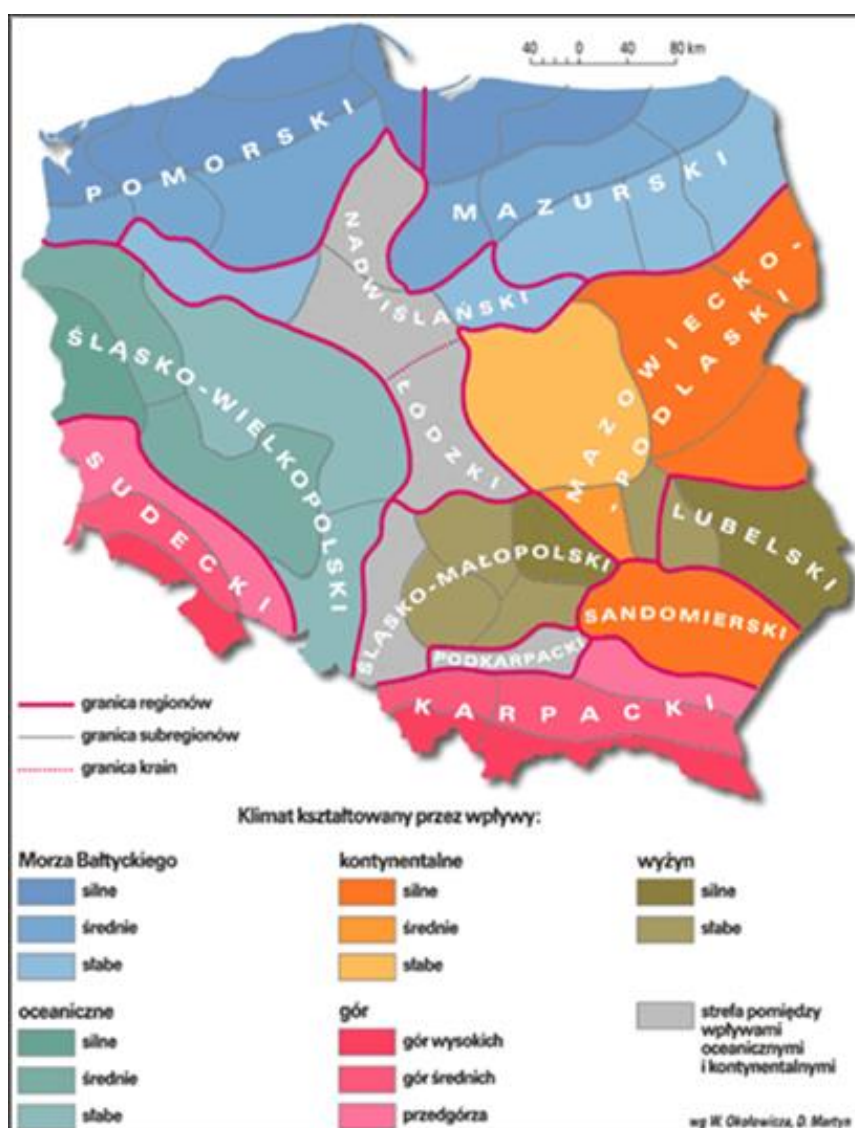 40 0 40 80 km
POMORSKI
MAZURSKI
NADWIŚLAŃSKI
ŁÓDZKI
MAZOWIECKO-
-PODLASKI
ŚLĄSKO-WIELKOPOLSKI
SUDECKI
LUBELSKI
ŚLĄSKO-MAŁOPOLSKI
SANDOMIERSKI
PODKARPACKI
KARPACKI
granica regionów
granica subregionów
granica krain
Klimat kształtowany przez wpływy:
Morza Bałtyckiego
silne
średnie
słabe
kontynentalne
silne
średnie
słabe
wyżyn
silne
słabe
oceaniczne
silne
średnie
słabe
gór
gór wysokich
gór średnich
przedgórza
strefa pomiędzy
wpływami
oceanicznymi
i kontynentalnymi
wg W. Okołowicza, D. Martyn